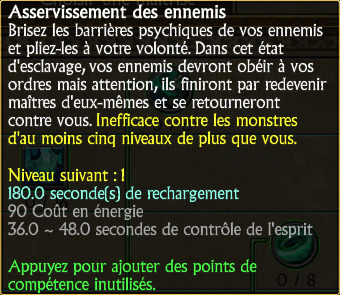 Choisir une maîtrise
Asservissement des ennemis
Brisez les barrières psychiques de vos ennemis
et pliez-les à votre volonté. Dans cet état
d'esclavage, vos ennemis devront obéir à vos
ordres mais attention, ils finiront par redevenir
maîtres d'eux-mêmes et se retourneront
contre vous. Inefficace contre les monstres
d'au moins cinq niveaux de plus que vous.
Niveau suivant : 1
180.0 seconde(s) de rechargement
90 Coût en énergie
36.0 ~ 48.0 secondes de contrôle de l'esprit
Appuyez pour ajouter des points de
compétence inutilisés.
0 / 8